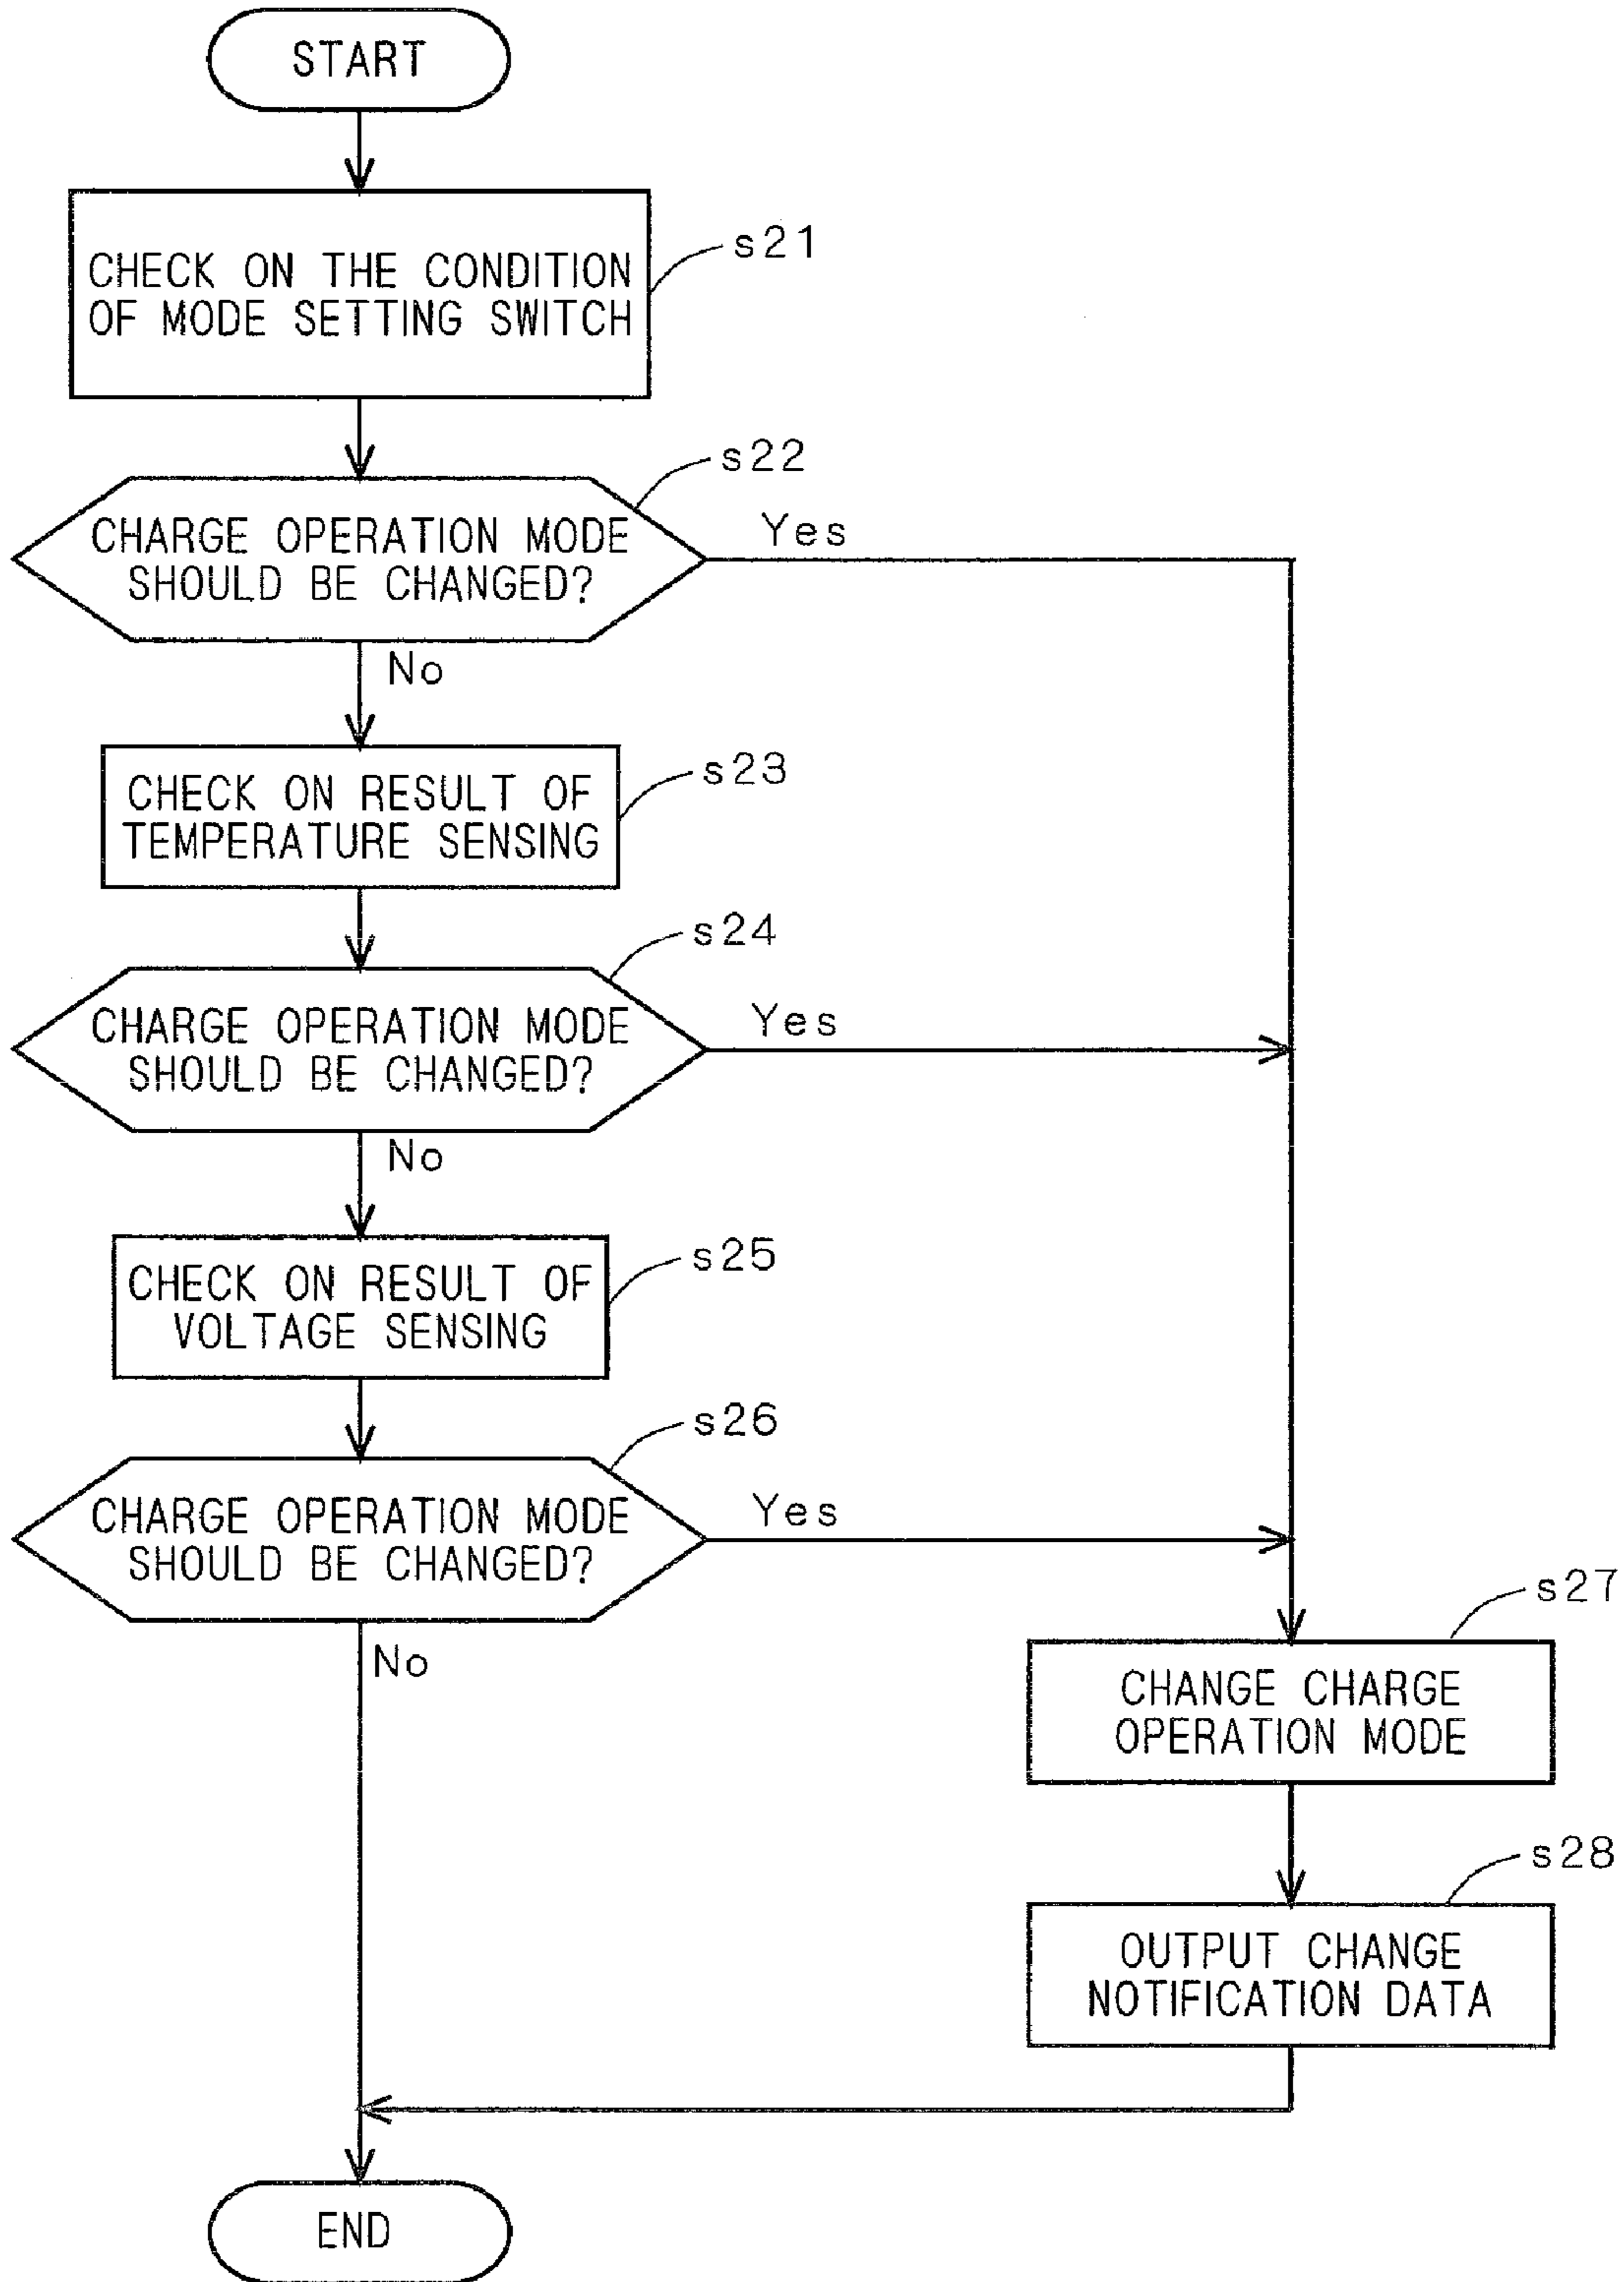 START
CHECK ON THE CONDITION
OF MODE SETTING SWITCH
s21
CHARGE OPERATION MODE
SHOULD BE CHANGED?
s22
Yes
No
CHECK ON RESULT OF
TEMPERATURE SENSING
s23
CHARGE OPERATION MODE
SHOULD BE CHANGED?
s24
Yes
No
CHECK ON RESULT OF
VOLTAGE SENSING
s25
CHARGE OPERATION MODE
SHOULD BE CHANGED?
s26
Yes
No
CHANGE CHARGE
OPERATION MODE
s27
OUTPUT CHANGE
NOTIFICATION DATA
s28
END